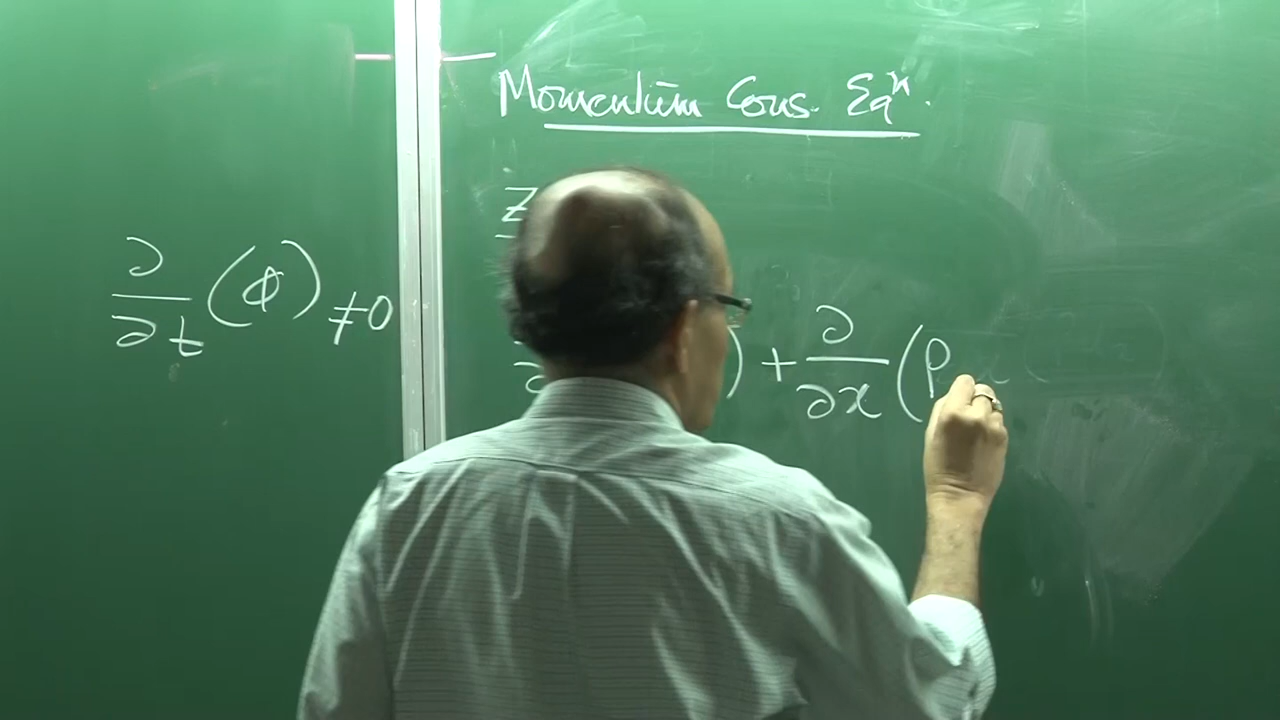 Momentum Cons. Eqⁿ.
Z
∂/∂t (ϕ) ≠ 0
) + ∂/∂x (ρ